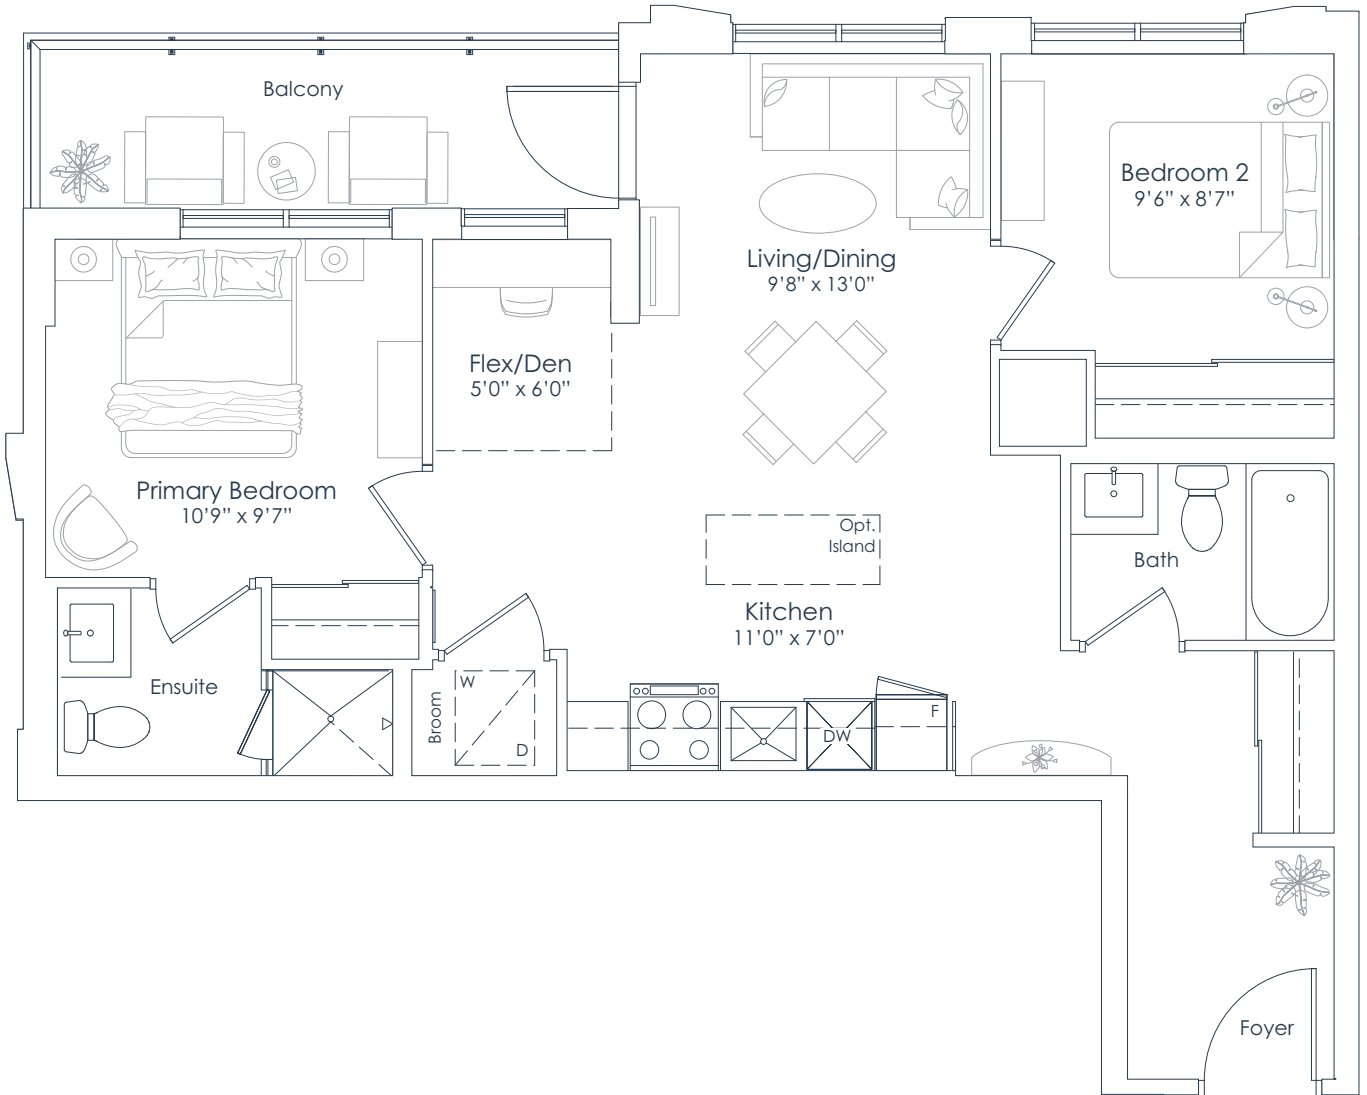 Balcony
Bedroom 2
9’6” x 8’7”
Living/Dining
9’8” x 13’0”
Flex/Den
5’0” x 6’0”
Primary Bedroom
10’9” x 9’7”
Opt.
Island
Bath
Kitchen
11’0” x 7’0”
Ensuite
Broom
W
D
DW
F
Foyer